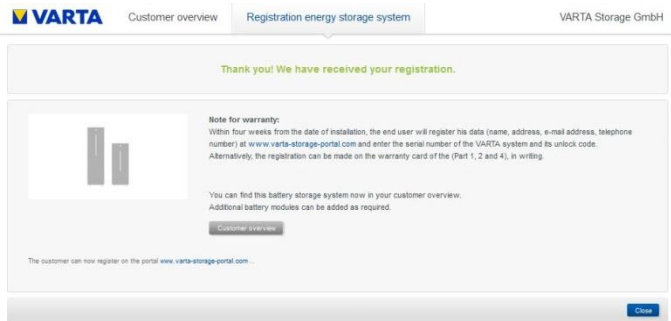 VARTA Customer overview Registration energy storage system VARTA Storage GmbH
Thank you! We have received your registration.
Note for warranty:
Within four weeks from the date of installation, the end user will register his data (name, address, e-mail address, telephone
number) at www.varta-storage-portal.com and enter the serial number of the VARTA system and its unlock code.
Alternatively, the registration can be made on the warranty card of the (Part 1, 2 and 4), in writing.
You can find this battery storage system now in your customer overview.
Additional battery modules can be added as required.
Customer overview
The customer can now register on the portal www.varta-storage-portal.com ..
Close